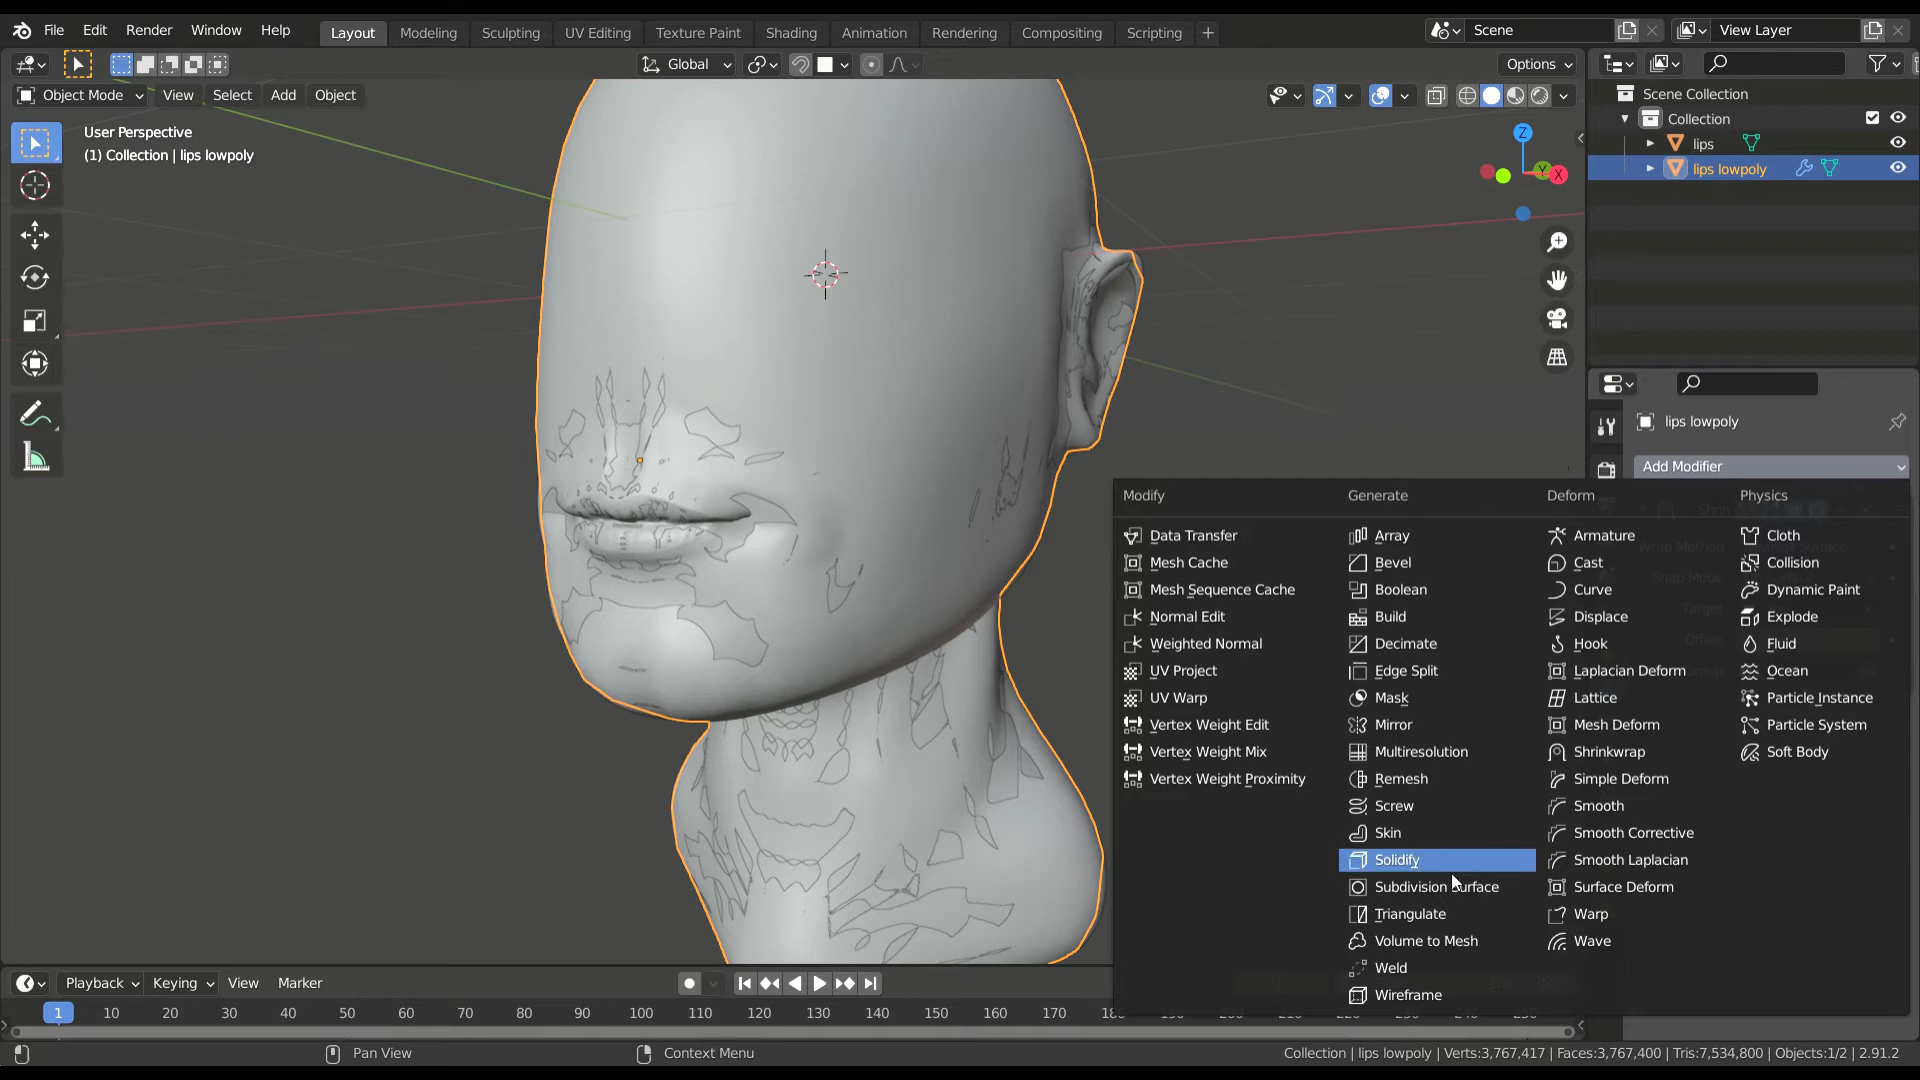 File Edit Render Window Help Layout Modeling Sculpting UV Editing Texture Paint Shading Animation Rendering Compositing Scripting + Scene View Layer
Global Options
Object Mode View Select Add Object
User Perspective
(1) Collection | lips lowpoly
Z
Y
X
Scene Collection
Collection
lips
lips lowpoly
lips lowpoly
Add Modifier
Modify
Data Transfer
Mesh Cache
Mesh Sequence Cache
Normal Edit
Weighted Normal
UV Project
UV Warp
Vertex Weight Edit
Vertex Weight Mix
Vertex Weight Proximity
Generate
Array
Bevel
Boolean
Build
Decimate
Edge Split
Mask
Mirror
Multiresolution
Remesh
Screw
Skin
Solidify
Subdivision Surface
Triangulate
Volume to Mesh
Weld
Wireframe
Deform
Armature
Cast
Curve
Displace
Hook
Laplacian Deform
Lattice
Mesh Deform
Shrinkwrap
Simple Deform
Smooth
Smooth Corrective
Smooth Laplacian
Surface Deform
Warp
Wave
Physics
Cloth
Collision
Dynamic Paint
Explode
Fluid
Ocean
Particle Instance
Particle System
Soft Body
Playback Keying View Marker
1 10 20 30 40 50 60 70 80 90 100 110 120 130 140 150 160 170
Pan View Context Menu Collection | lips lowpoly | Verts:3,767,417 | Faces:3,767,400 | Tris:7,534,800 | Objects:1/2 | 2.91.2